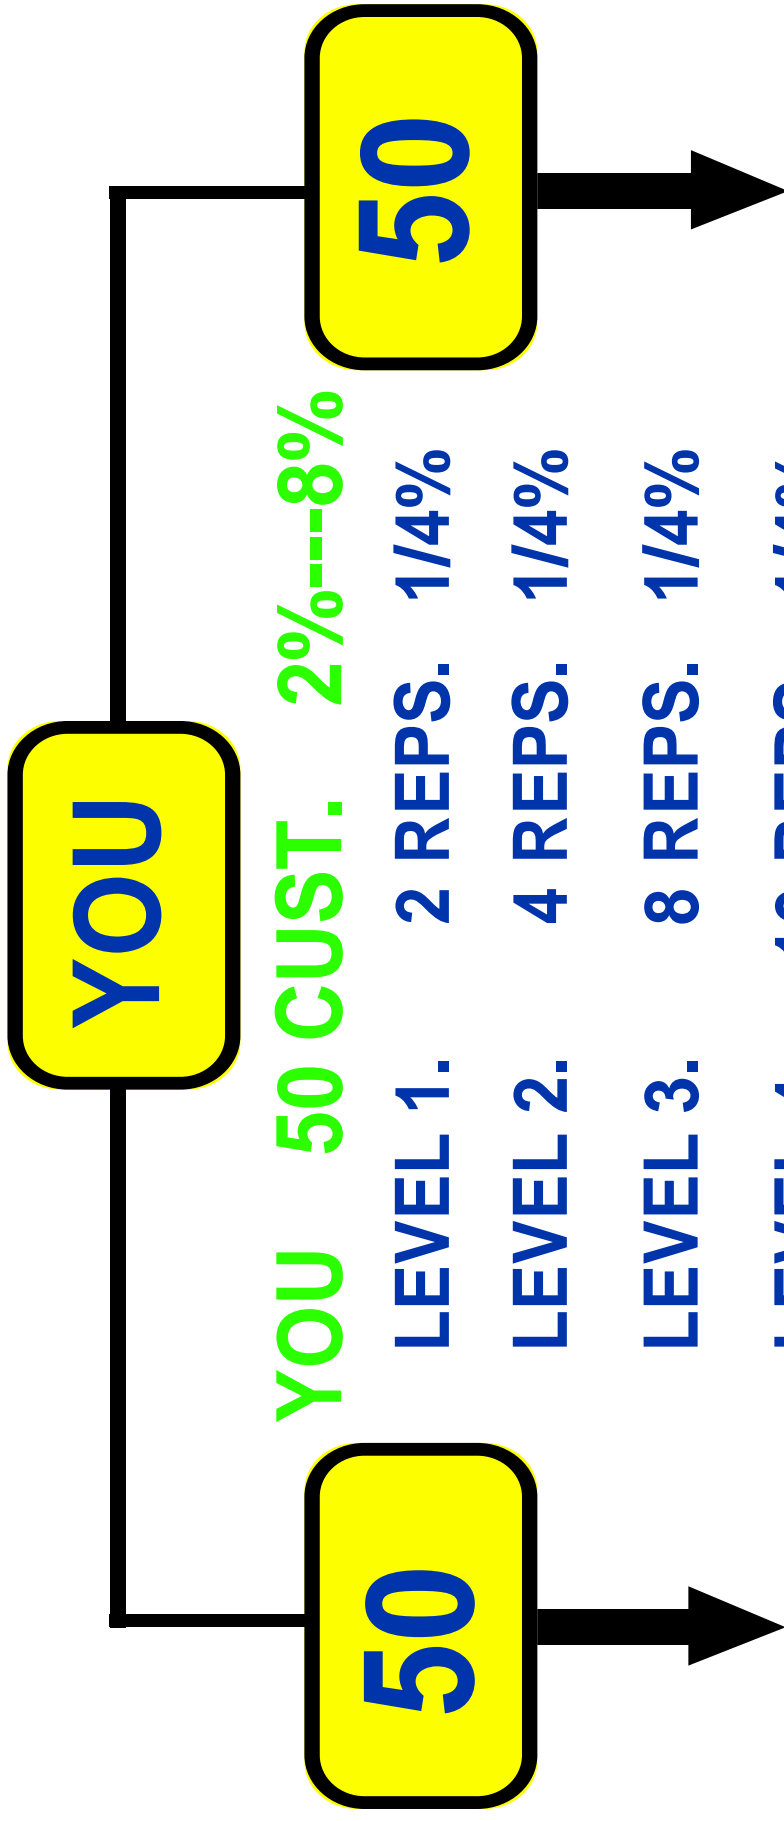 YOU
YOU 50 CUST. 2%---8%
50
50
LEVEL 1. 2 REPS. 1/4%
LEVEL 2. 4 REPS. 1/4%
LEVEL 3. 8 REPS. 1/4%